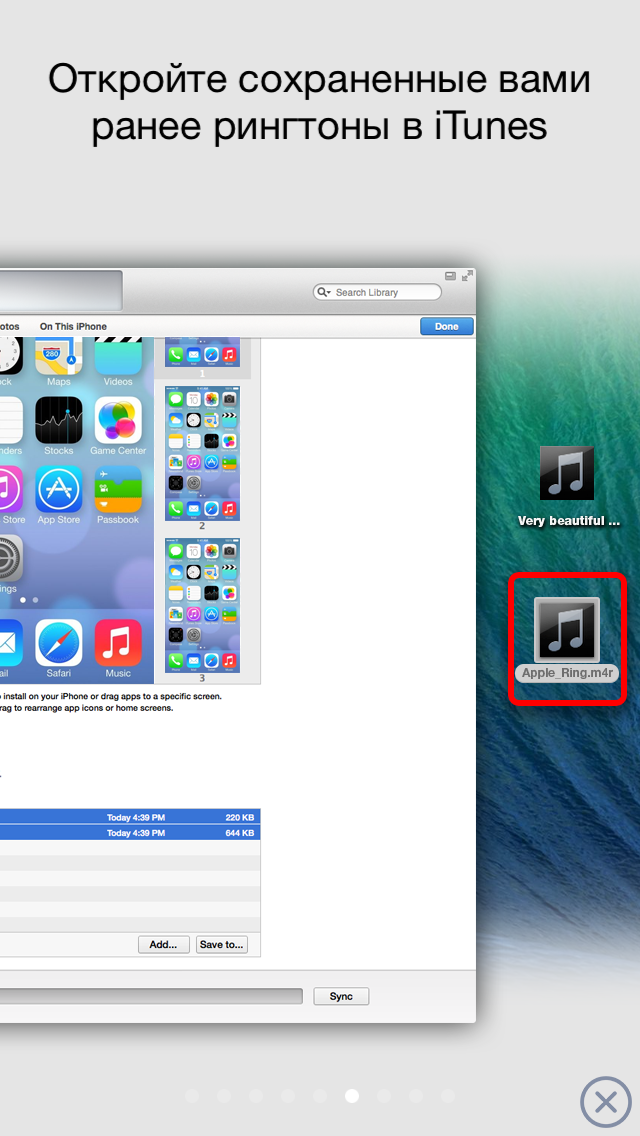 Откройте сохраненные вами
ранее рингтоны в iTunes
Search Library
otos On This iPhone
Done
280
ock Maps Videos
1
nders Stocks Game Center
Store App Store Passbook
2
Very beautiful ...
ings
ail Safari Music
Apple_Ring.m4r
3
install on your iPhone or drag apps to a specific screen.
rag to rearrange app icons or home screens.
Today 4:39 PM 220 KB
Today 4:39 PM 644 KB
Add... Save to...
Sync